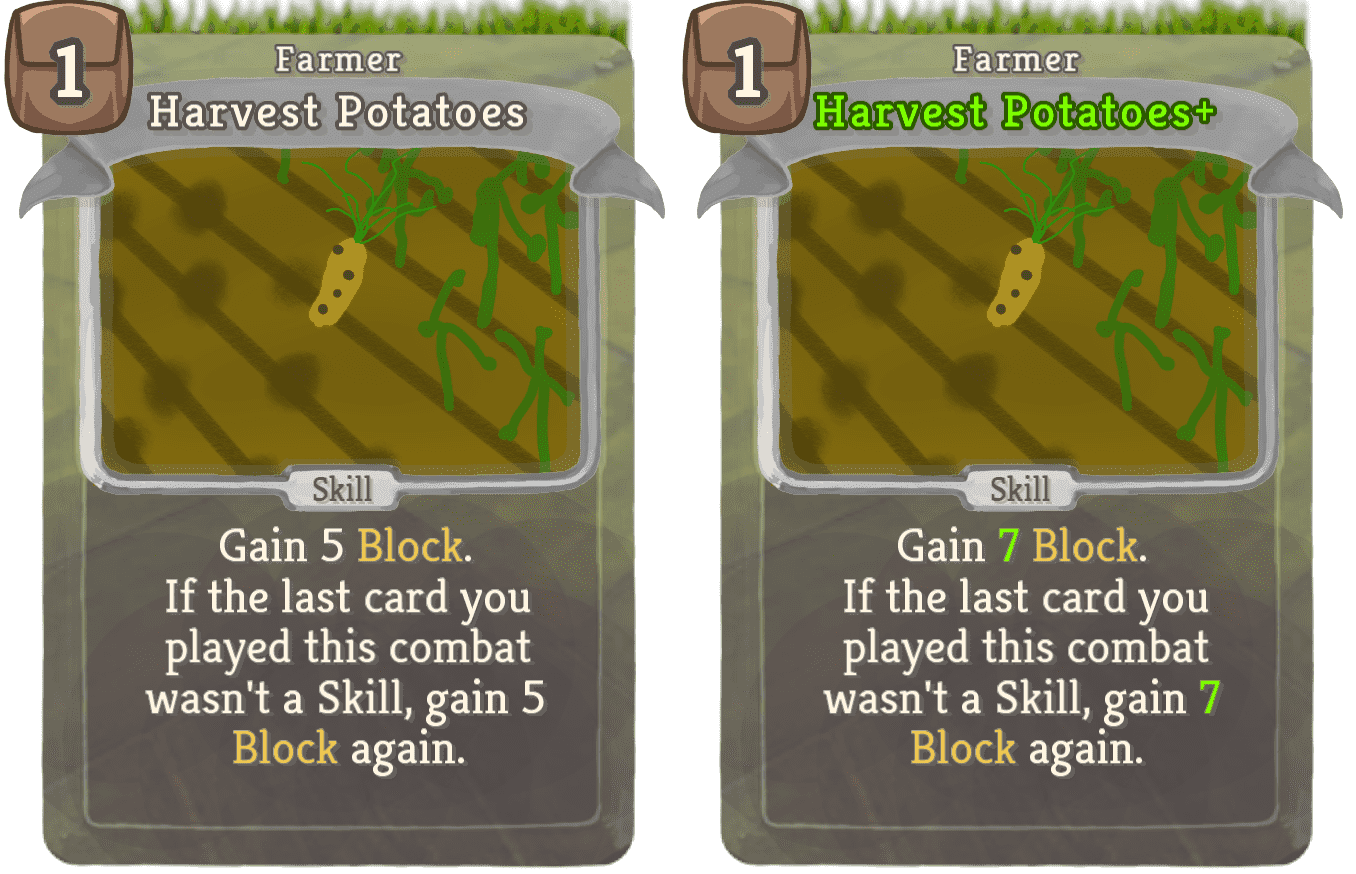 1
Farmer
Harvest Potatoes
Skill
Gain 5 Block.
If the last card you
played this combat
wasn't a Skill, gain 5
Block again.
1
Farmer
Harvest Potatoes+
Skill
Gain 7 Block.
If the last card you
played this combat
wasn't a Skill, gain 7
Block again.